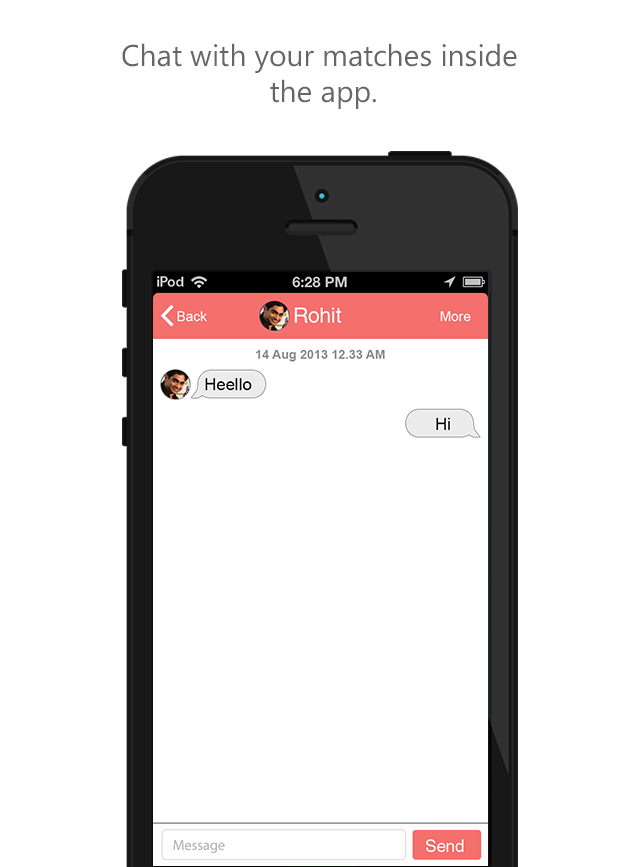 Chat with your matches inside
the app.
iPod 6:28 PM
Back Rohit More
14 Aug 2013 12.33 AM
Heello
Hi
Message Send